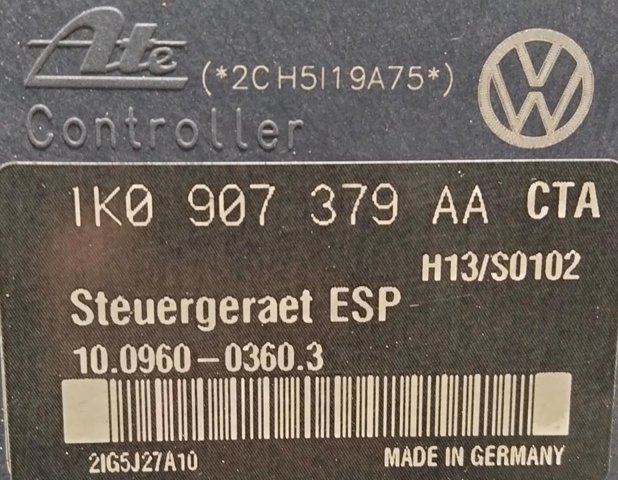 Ate (*2CH5I19A75*)
Controller
1K0 907 379 AA CTA
H13/S0102
Steuergeraet ESP
10.0960-0360.3
2IG5J27A10 MADE IN GERMANY